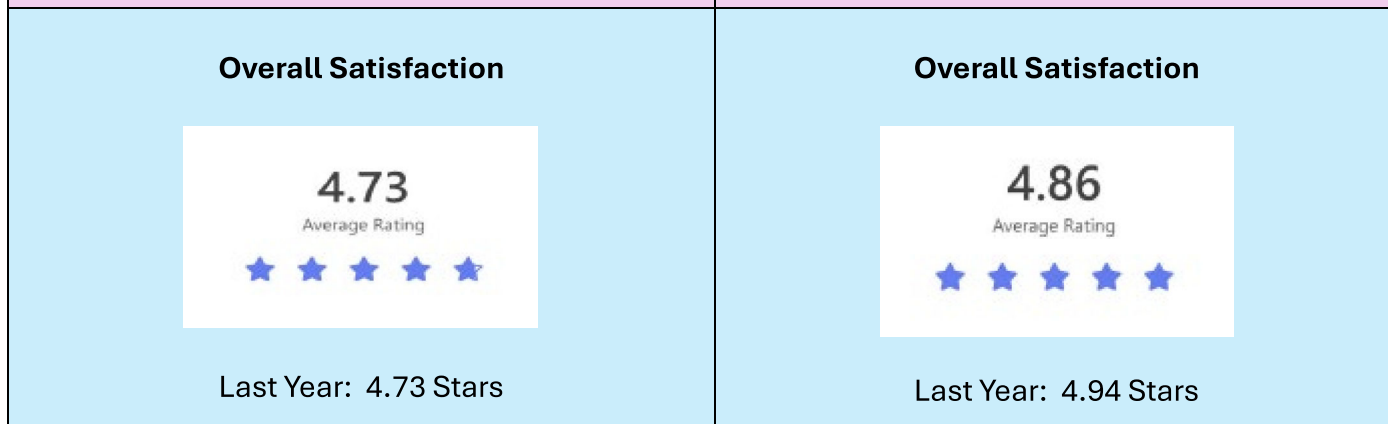 Overall Satisfaction
4.73
Average Rating
Last Year:  4.73 Stars
Overall Satisfaction
4.86
Average Rating
Last Year:  4.94 Stars